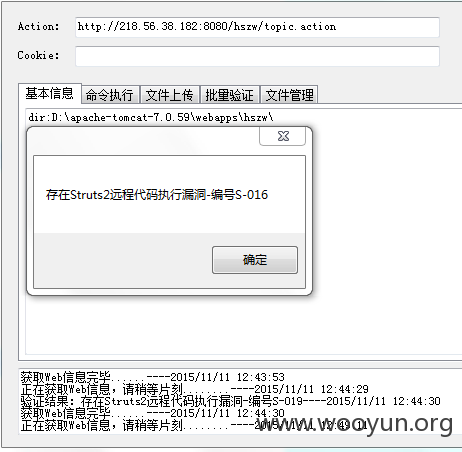 Action: http://218.56.38.182:8080/hszw/topic.action
Cookie:
基本信息 命令执行 文件上传 批量验证 文件管理
dir:D:\apache-tomcat-7.0.59\webapps\hszw\
存在Struts2远程代码执行漏洞-编号S-016
确定
获取Web信息完毕......----2015/11/11 12:43:53
正在获取Web信息，请稍等片刻........----2015/11/11 12:44:29
验证结果：存在Struts2远程代码执行漏洞-编号S-019----2015/11/11 12:44:30
获取Web信息完毕......----2015/11/11 12:44:30
正在获取Web信息，请稍等片刻........----2015/11/11 12:49:11
www.wooyun.org